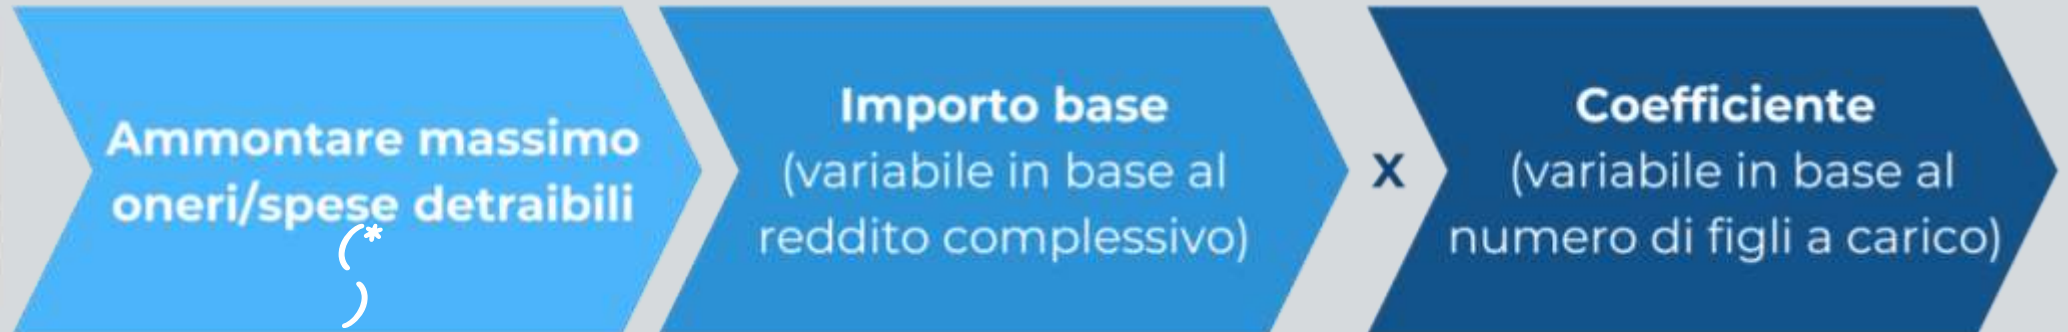 Ammontare massimo
oneri/spese detraibili
(*
)
Importo base
(variabile in base al
reddito complessivo)
x
Coefficiente
(variabile in base al
numero di figli a carico)